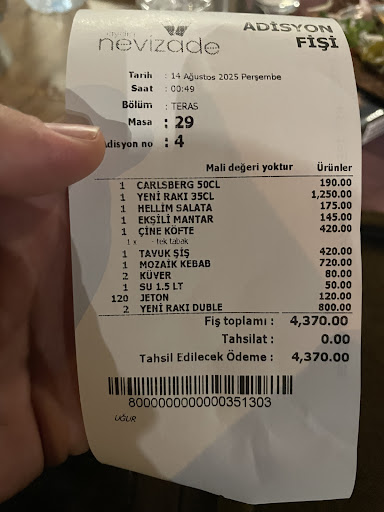 nevizade
ADİSYON
FİŞİ
Tarih : 14 Ağustos 2025 Perşembe
Saat : 00:49
Bölüm : TERAS
Masa : 29
Adisyon no : 4
Mali değeri yoktur Ürünler
1 CARLSBERG 50CL 190.00
1 YENİ RAKI 35CL 1,250.00
1 HELLİM SALATA 175.00
1 EKŞİLİ MANTAR 145.00
1 ÇİNE KÖFTE 420.00
1 x - tek tabak
1 TAVUK ŞİŞ 420.00
1 MOZAİK KEBAB 720.00
2 KÜVER 80.00
1 SU 1.5 LT 50.00
120 JETON 120.00
2 YENİ RAKI DUBLE 800.00
Fiş toplamı : 4,370.00
Tahsilat : 0.00
Tahsil Edilecek Ödeme : 4,370.00
8000000000000351303
UĞUR